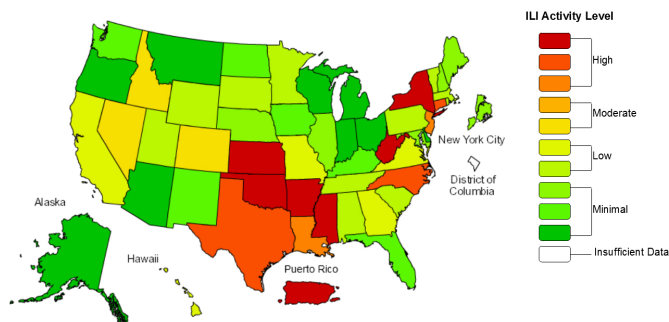 ILI Activity Level
High
Moderate
Low
Minimal
Insufficient Data
New York City
District of
Columbia
Alaska
Hawaii
Puerto Rico